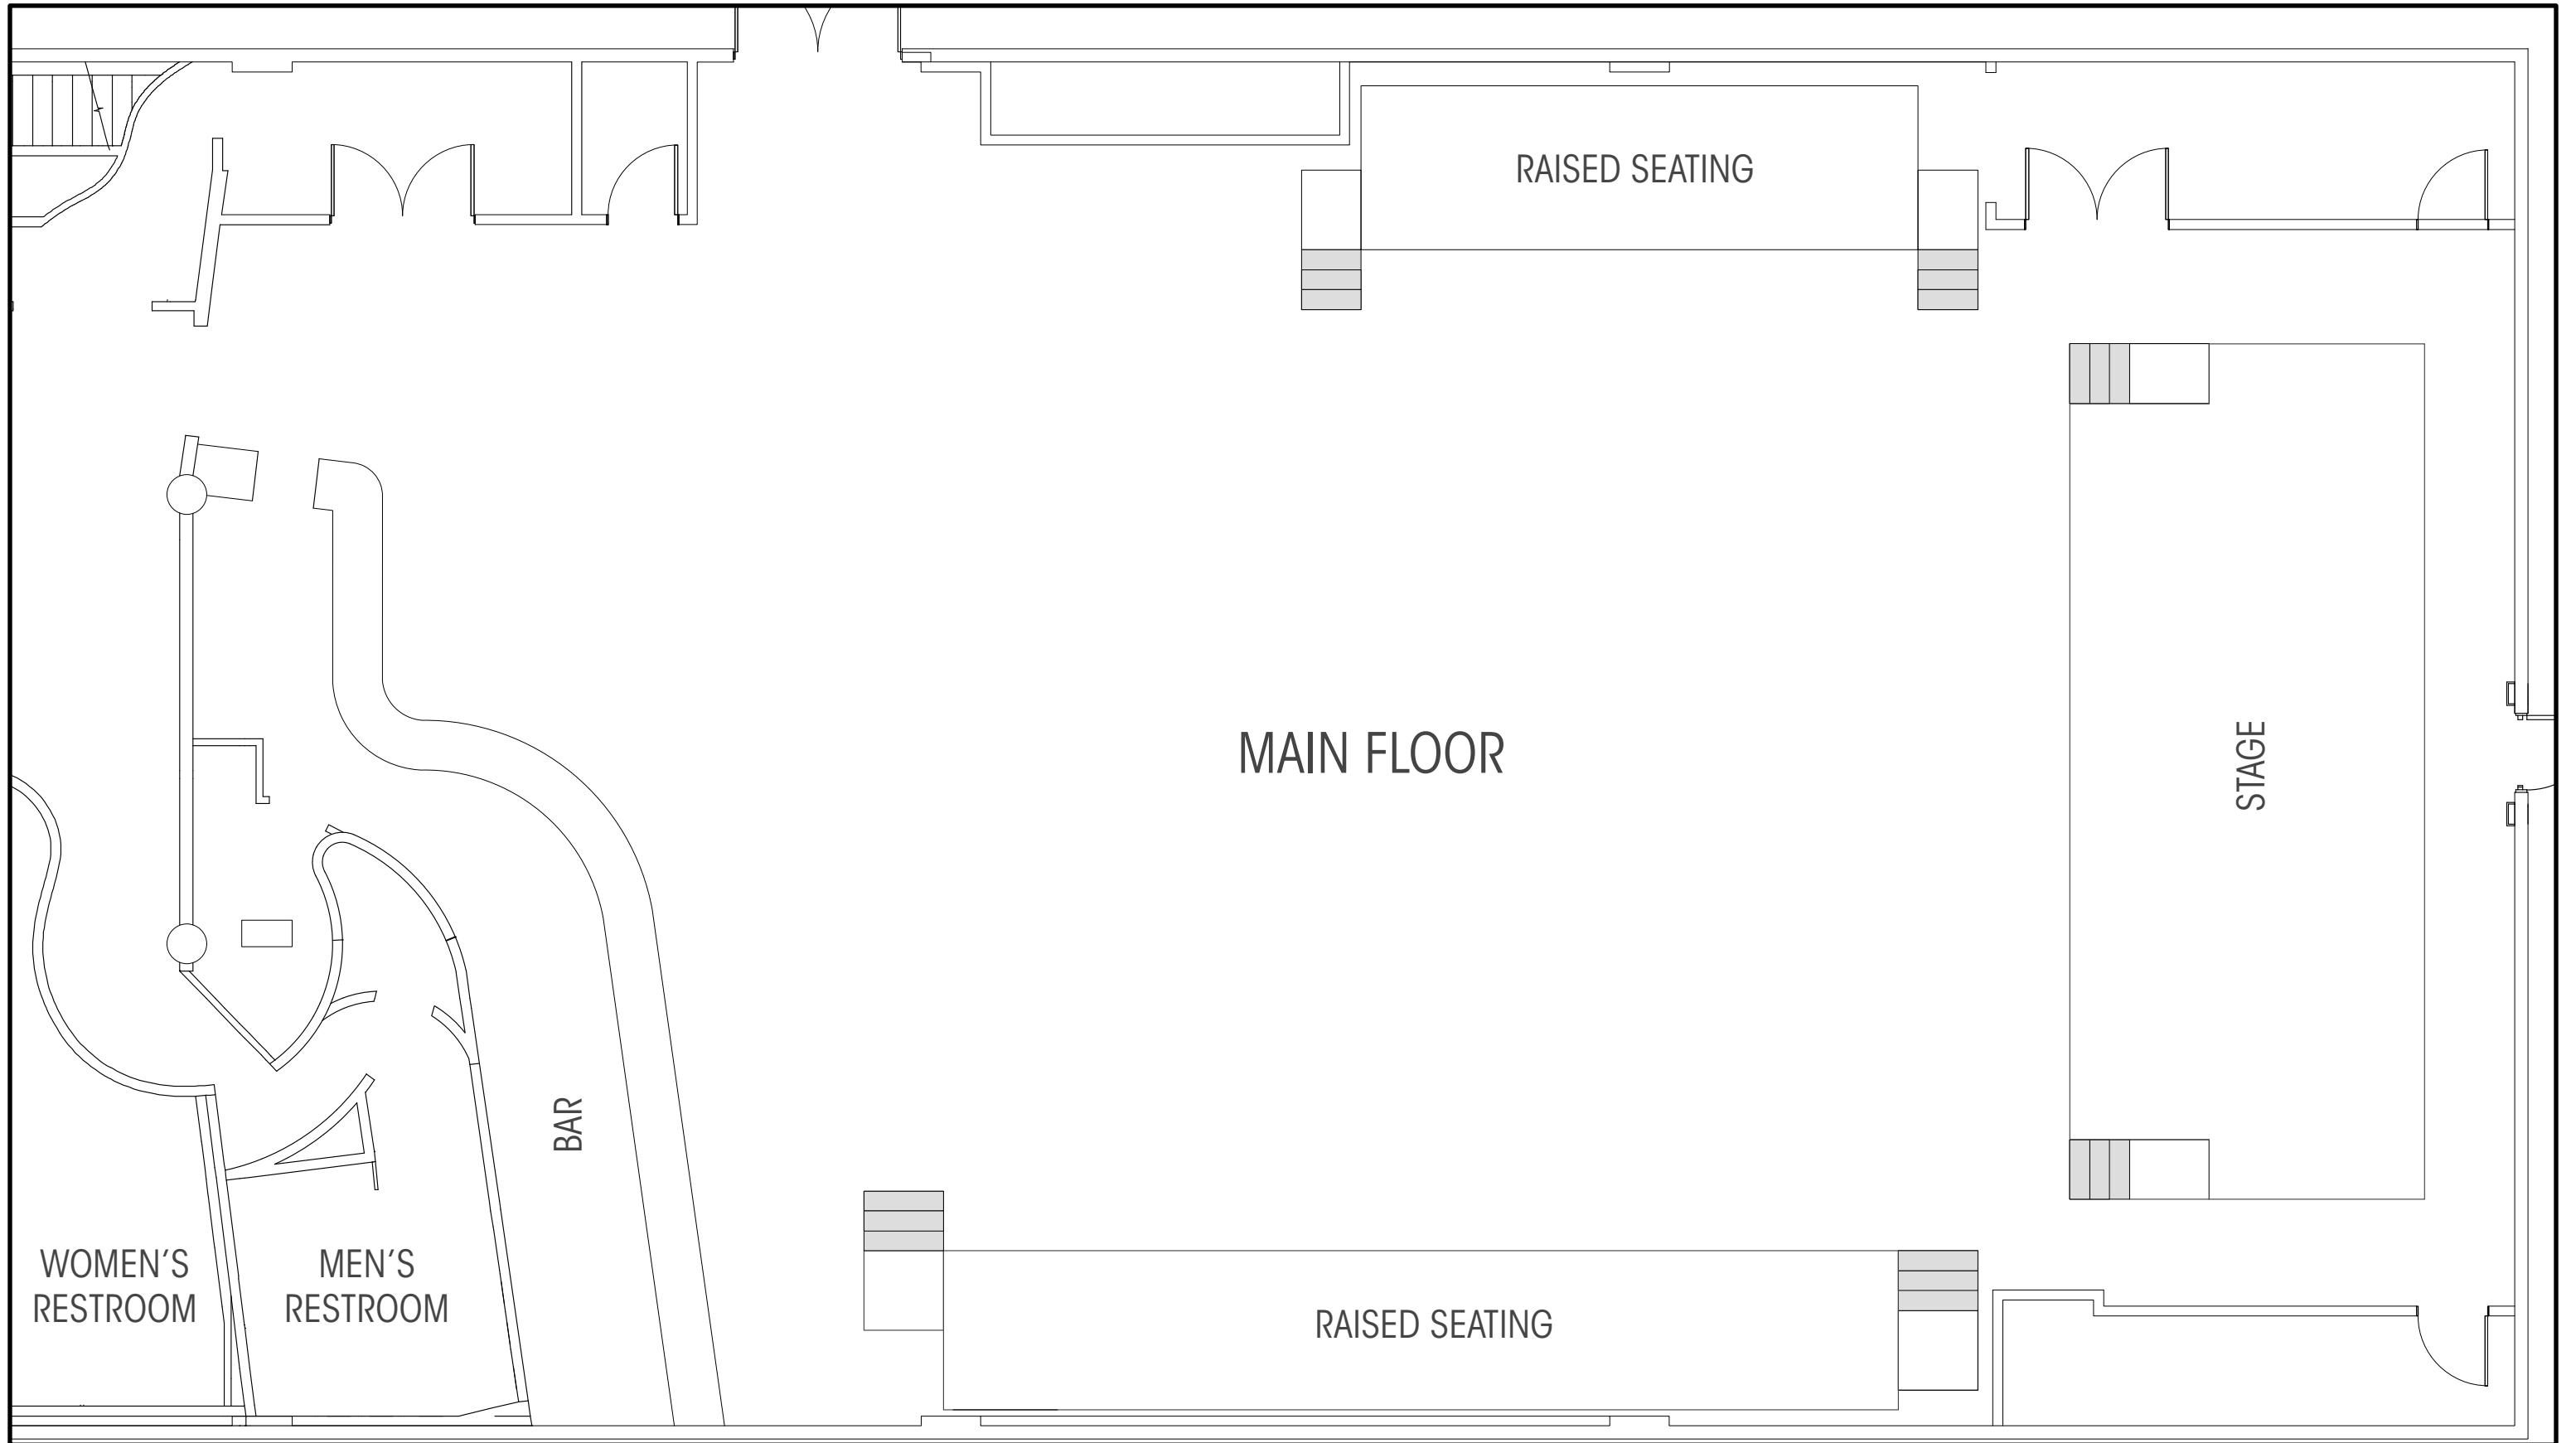 RAISED SEATING
MAIN FLOOR
STAGE
BAR
WOMEN'S
RESTROOM
MEN'S
RESTROOM
RAISED SEATING